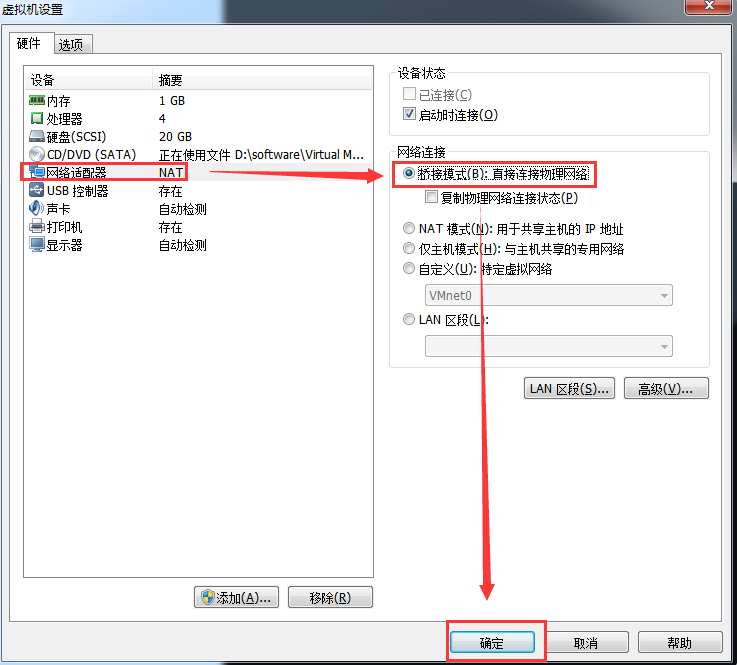 虚拟机设置
硬件 选项
设备 摘要
内存 1 GB
处理器 4
硬盘(SCSI) 20 GB
CD/DVD (SATA) 正在使用文件 D:\software\Virtual M...
网络适配器 NAT
USB 控制器 存在
声卡 自动检测
打印机 存在
显示器 自动检测
添加(A)... 移除(R)
设备状态
已连接(C)
启动时连接(O)
网络连接
桥接模式(B): 直接连接物理网络
复制物理网络连接状态(P)
NAT 模式(N): 用于共享主机的 IP 地址
仅主机模式(H): 与主机共享的专用网络
自定义(U): 特定虚拟网络
VMnet0
LAN 区段(L):
LAN 区段(S)... 高级(V)...
确定 取消 帮助